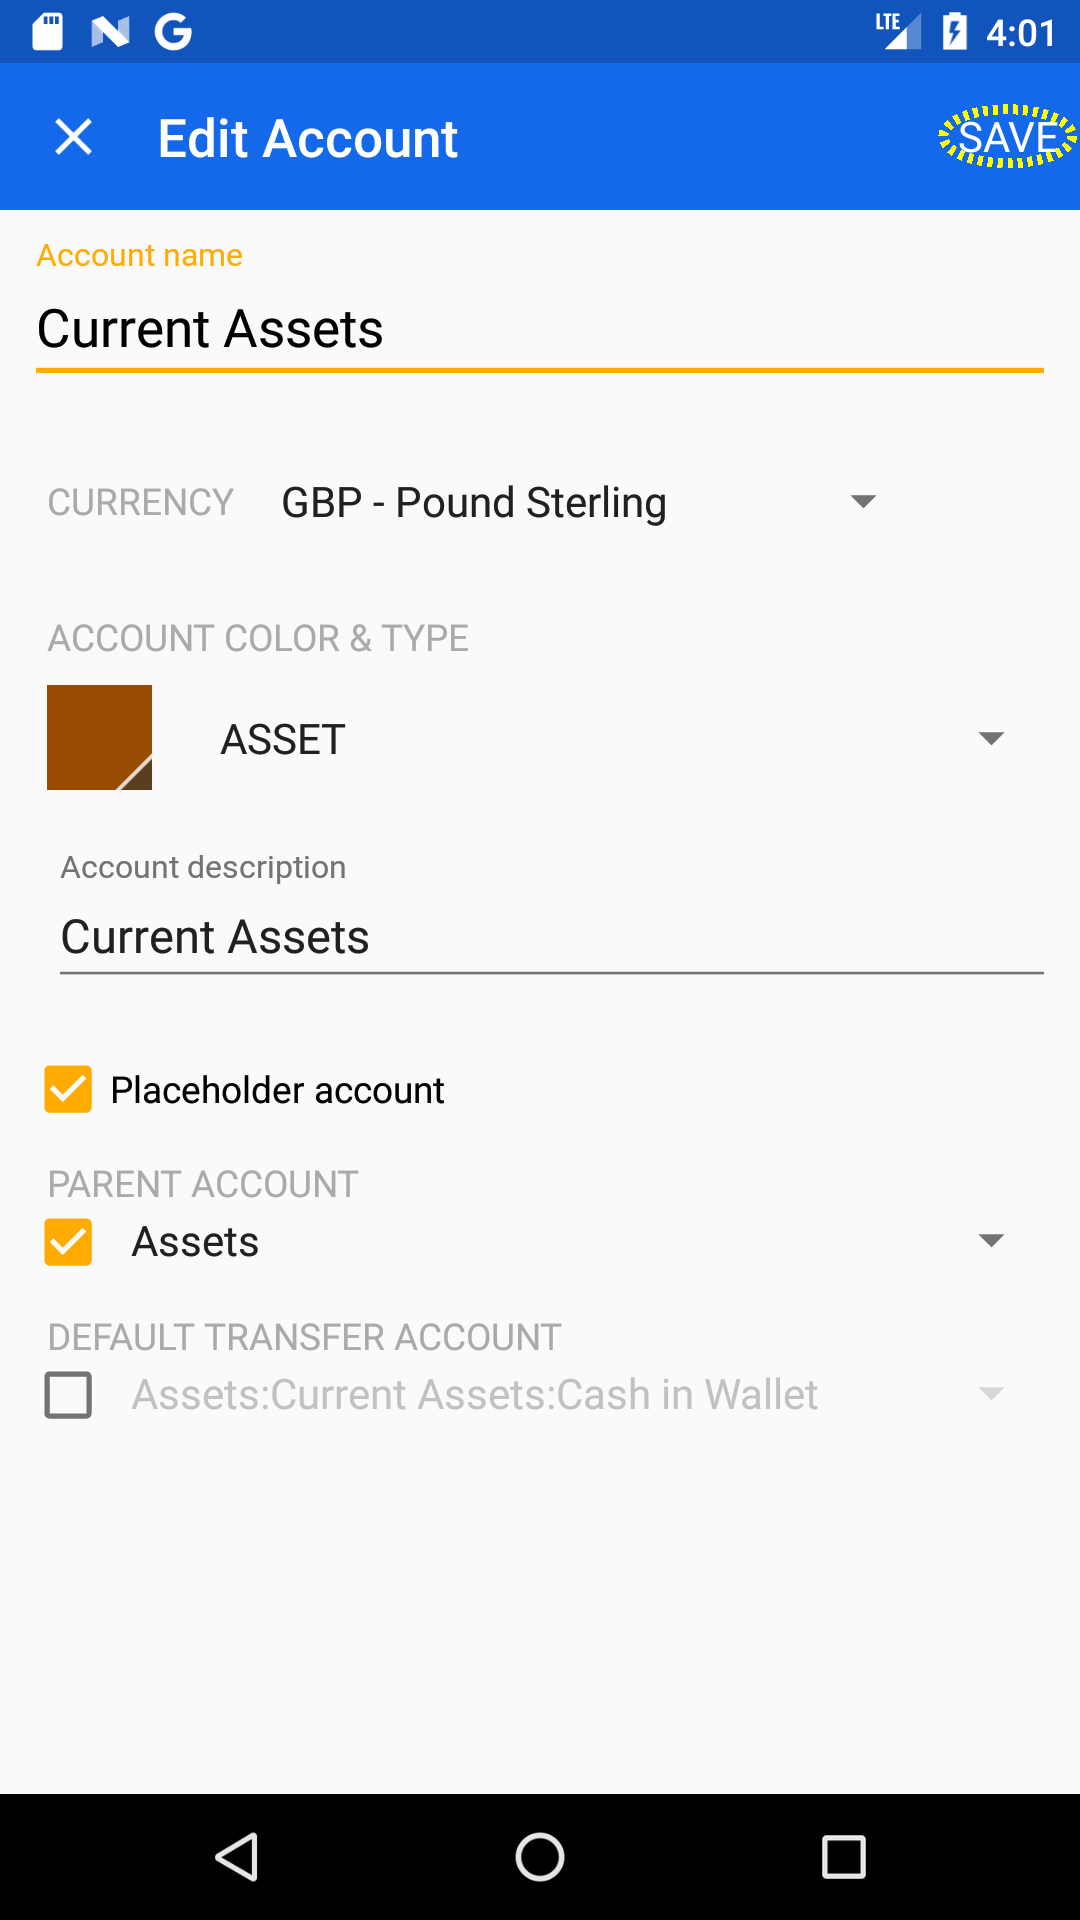 LTE 4:01
Edit Account SAVE
Account name
Current Assets
CURRENCY GBP - Pound Sterling
ACCOUNT COLOR & TYPE
ASSET
Account description
Current Assets
Placeholder account
PARENT ACCOUNT
Assets
DEFAULT TRANSFER ACCOUNT
Assets:Current Assets:Cash in Wallet